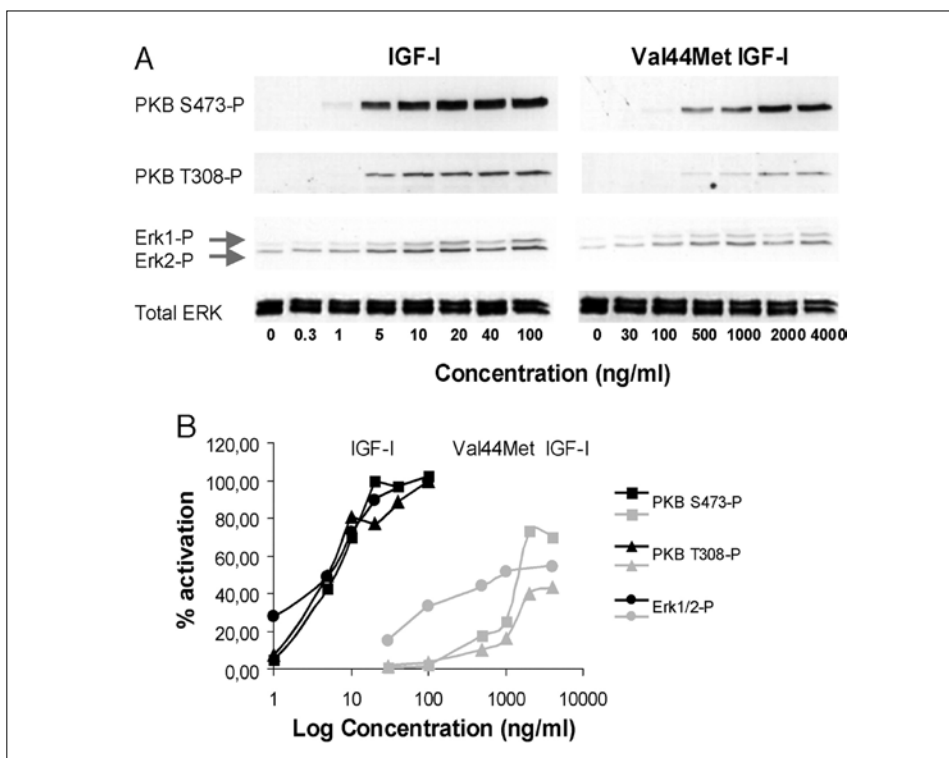 A
IGF-I Val44Met IGF-I
PKB S473-P
PKB T308-P
Erk1-P
Erk2-P
Total ERK
0 0.3 1 5 10 20 40 100 0 30 100 500 1000 2000 4000
Concentration (ng/ml)
B
IGF-I Val44Met IGF-I
120,00
100,00
80,00
60,00
40,00
20,00
0,00
% activation
1 10 100 1000 10000
Log Concentration (ng/ml)
PKB S473-P
PKB T308-P
Erk1/2-P